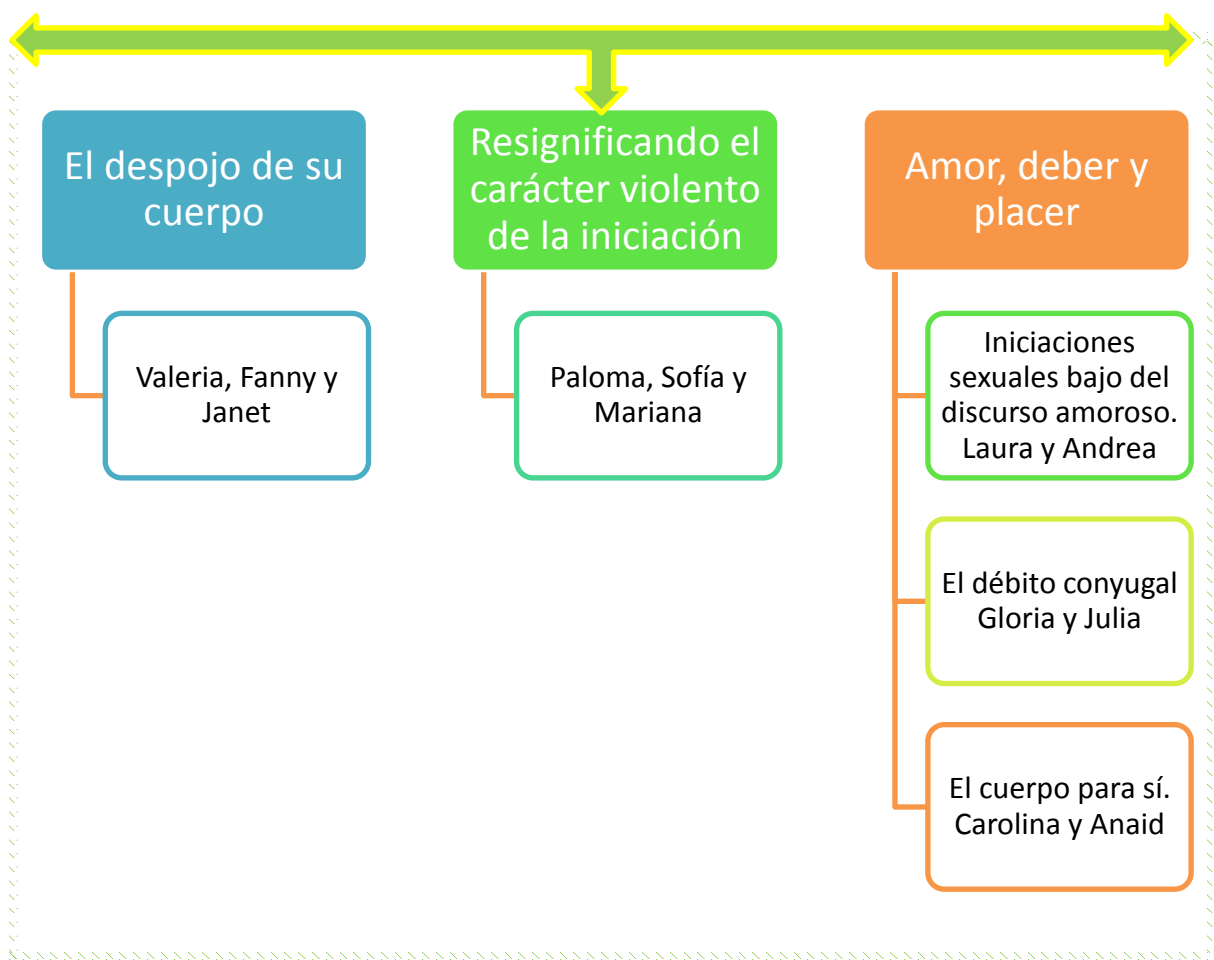 El despojo de su
cuerpo
Valeria, Fanny y
Janet
Resignificando el
carácter violento
de la iniciación
Paloma, Sofía y
Mariana
Amor, deber y
placer
Iniciaciones
sexuales bajo del
discurso amoroso.
Laura y Andrea
El débito conyugal
Gloria y Julia
El cuerpo para sí.
Carolina y Anaid